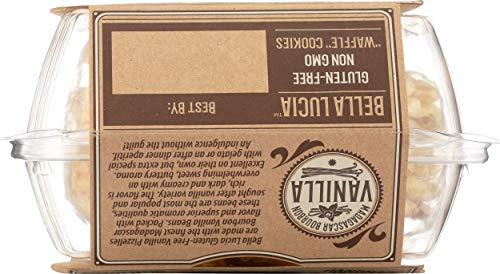 MADAGASCAR BOURBON
VANILLA
Bella Lucia Gluten-Free Vanilla Pizzelles
are made with the finest Madagascar
Bourbon Vanilla Beans. Packed with
flavor and superior aromatic qualities,
these beans are the most popular and
sought after vanilla variety. The flavor is
rich, dark and creamy with an
overwhelming sweet, buttery aroma.
Excellent on their own, but extra special
with gelato or an after dinner aperitif.
An indulgence without the guilt!
BELLA LUCIA™
GLUTEN-FREE
NON GMO
"WAFFLE" COOKIES
BEST BY: